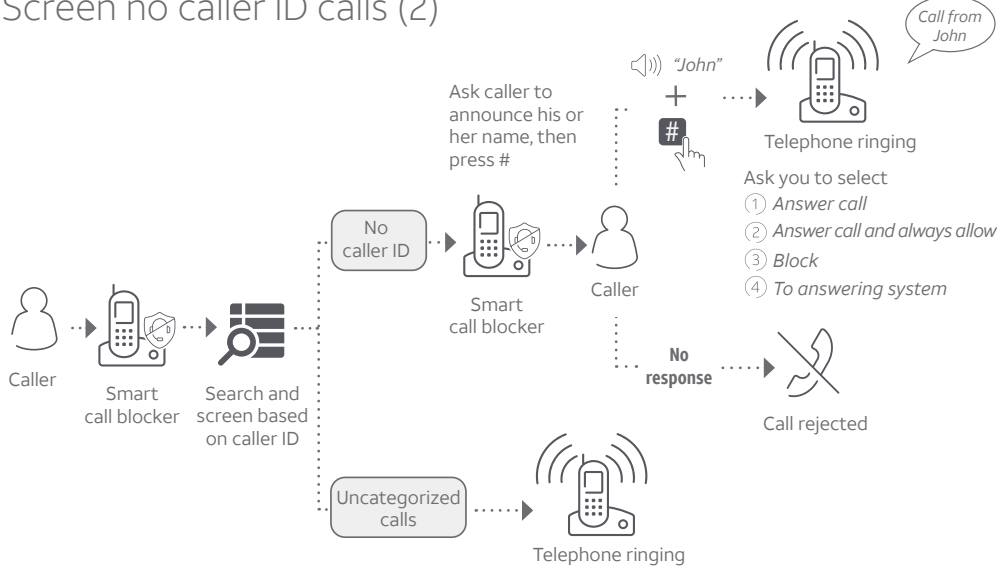 Screen no caller ID calls (2)
Call from
John
"John"
+
#
Telephone ringing
Ask caller to
announce his or
her name, then
press #
Ask you to select
1 Answer call
2 Answer call and always allow
3 Block
4 To answering system
No
caller ID
Smart
call blocker
Caller
Caller
Smart
call blocker
Search and
screen based
on caller ID
No
response
Call rejected
Uncategorized
calls
Telephone ringing